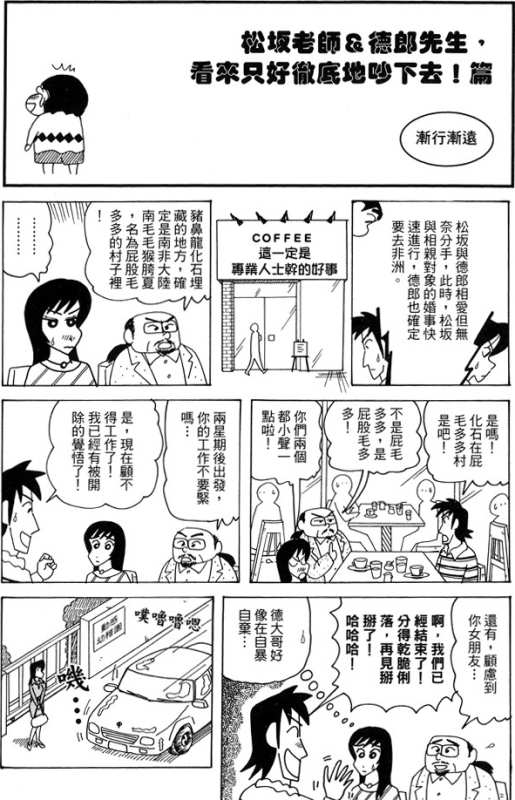 松坂老師&德郎先生，
看來只好徹底地吵下去！篇
漸行漸遠
松坂與德郎相愛但無
奈分手，此時，松坂
與相親對象的婚事快
速進行，德郎也確定
要去非洲。
COFFEE
這一定是
專業人士幹的好事
豬鼻龍化石埋
藏的地方，確
定是南非大陸
南毛毛猴胯夏
，名為屁股毛
多多的村子裡
！
………
是嗎！
化石在屁
毛多多村
是吧！
不是屁毛
多多，是
屁股毛多
多！
你們兩個
都小聲一
點啦！
兩星期後出發，
你的工作不要緊
嗎…
是，現在顧不
得工作了！
我已經有被開
除的覺悟了！
還有，顧慮到
你女朋友…
啊，我們已
經結束了！
分得乾脆俐
落，再見掰
掰了！
哈哈哈！
德大哥好
像在自暴
自棄…
噗嚕嚕嗯
嘰…